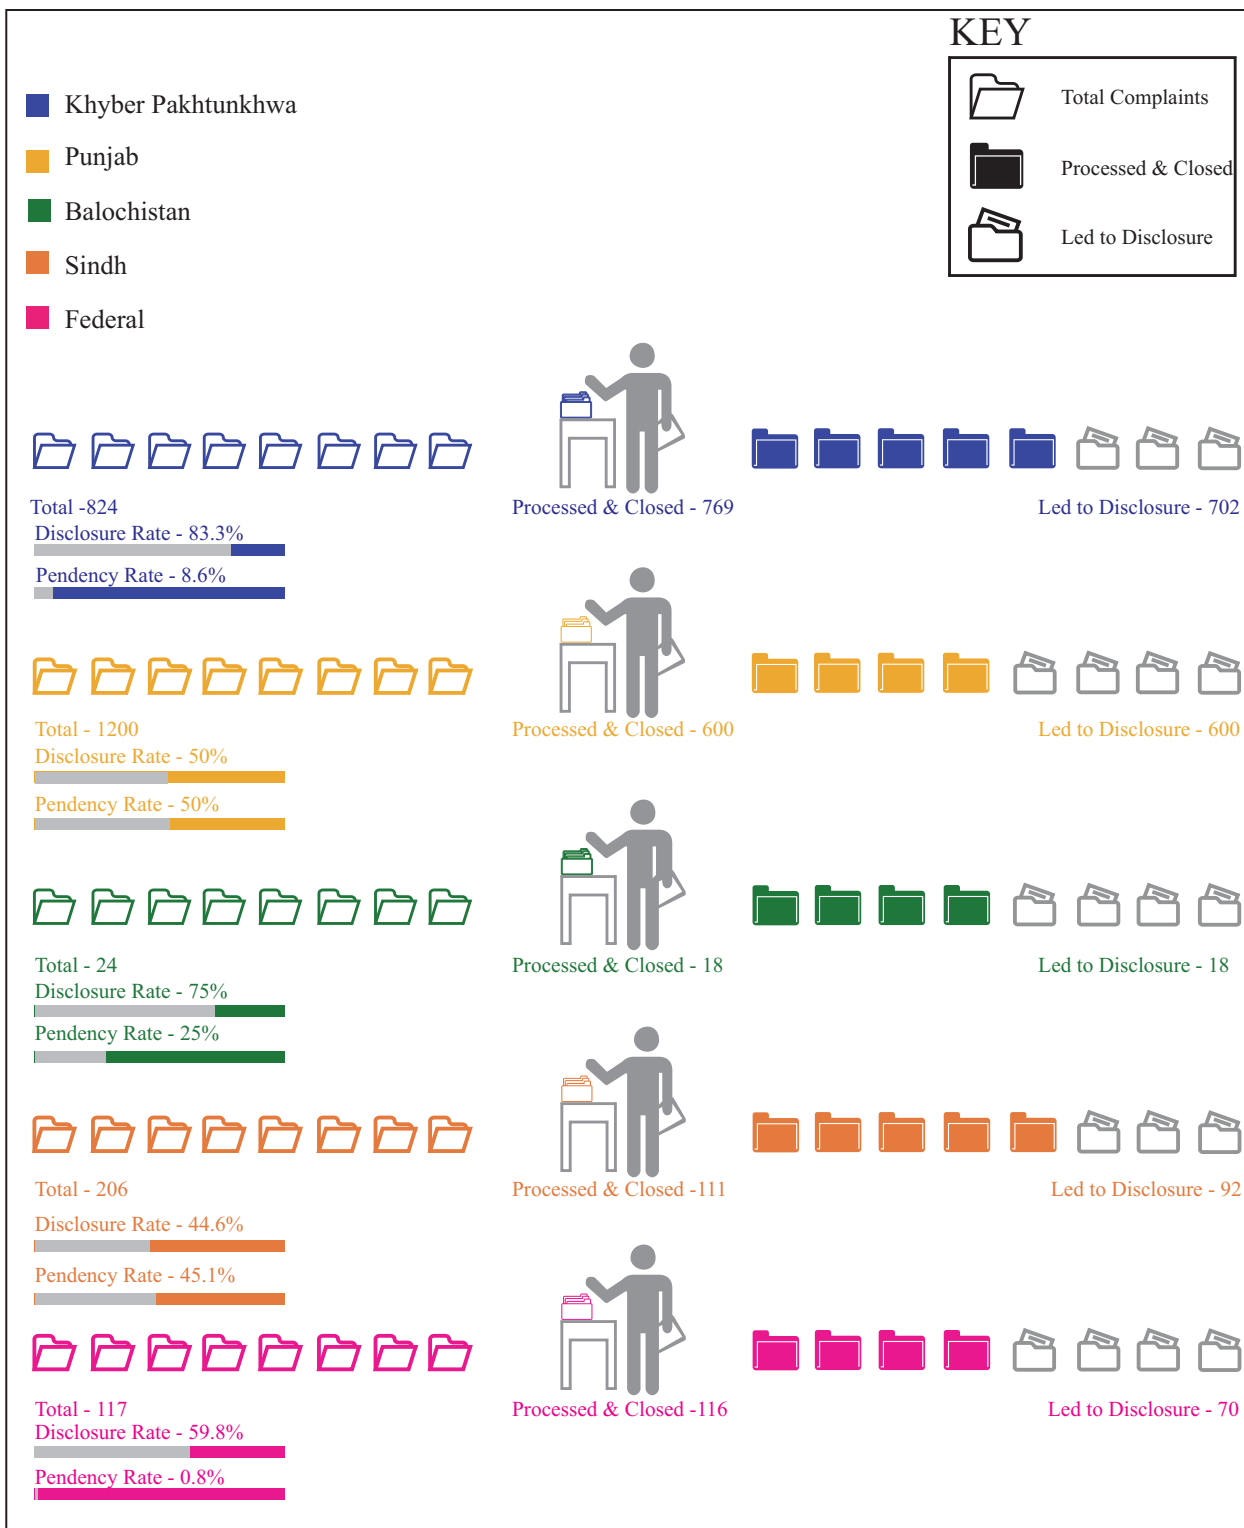 KEY
Total Complaints
Processed & Closed
Led to Disclosure
Khyber Pakhtunkhwa
Punjab
Balochistan
Sindh
Federal
Total -824
Processed & Closed - 769
Led to Disclosure - 702
Disclosure Rate - 83.3%
Pendency Rate - 8.6%
Total - 1200
Processed & Closed - 600
Led to Disclosure - 600
Disclosure Rate - 50%
Pendency Rate - 50%
Total - 24
Processed & Closed - 18
Led to Disclosure - 18
Disclosure Rate - 75%
Pendency Rate - 25%
Total - 206
Processed & Closed -111
Led to Disclosure - 92
Disclosure Rate - 44.6%
Pendency Rate - 45.1%
Total - 117
Processed & Closed -116
Led to Disclosure - 70
Disclosure Rate - 59.8%
Pendency Rate - 0.8%